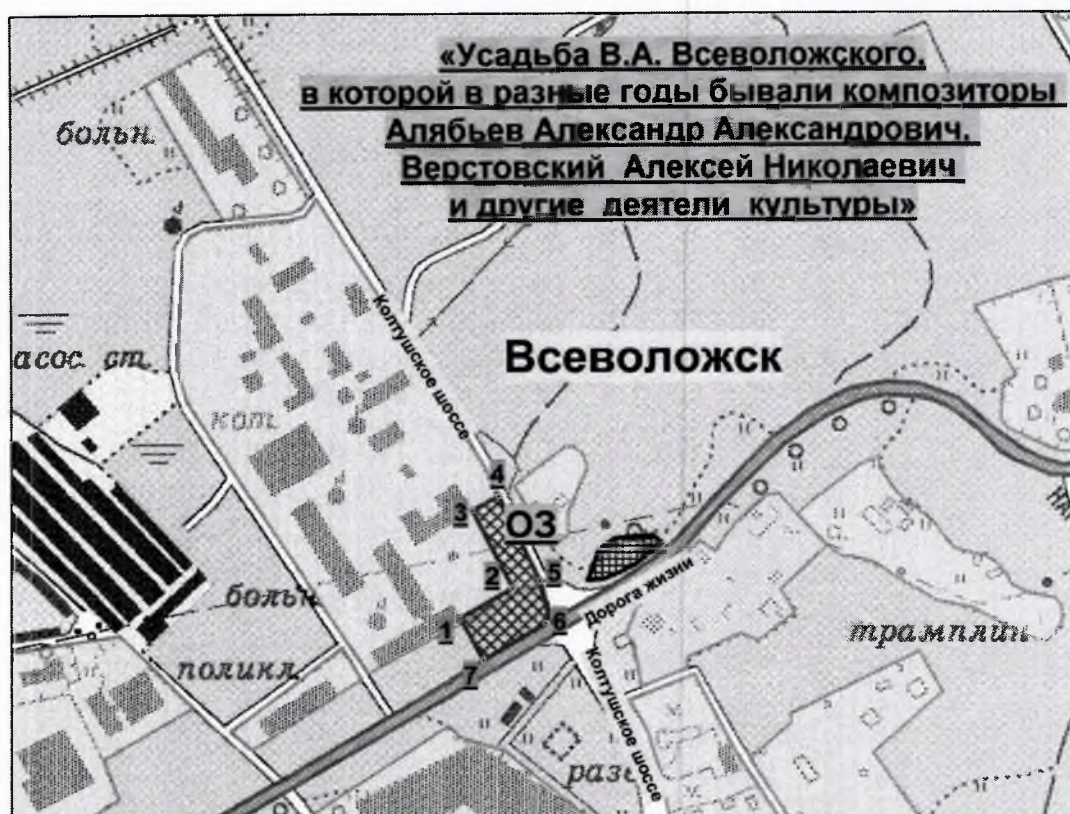 «Усадьба В.А. Всеволожского,
в которой в разные годы бывали композиторы
Алябьев Александр Александрович,
Верстовский Алексей Николаевич
и другие деятели культуры»
больн.
Колтушское шоссе
Всеволожск
асос. ст.
кот.
4
3
ОЗ
2
5
больн.
1
6
Дорога жизни
трамплин
поликл.
7
Колтушское шоссе
разв